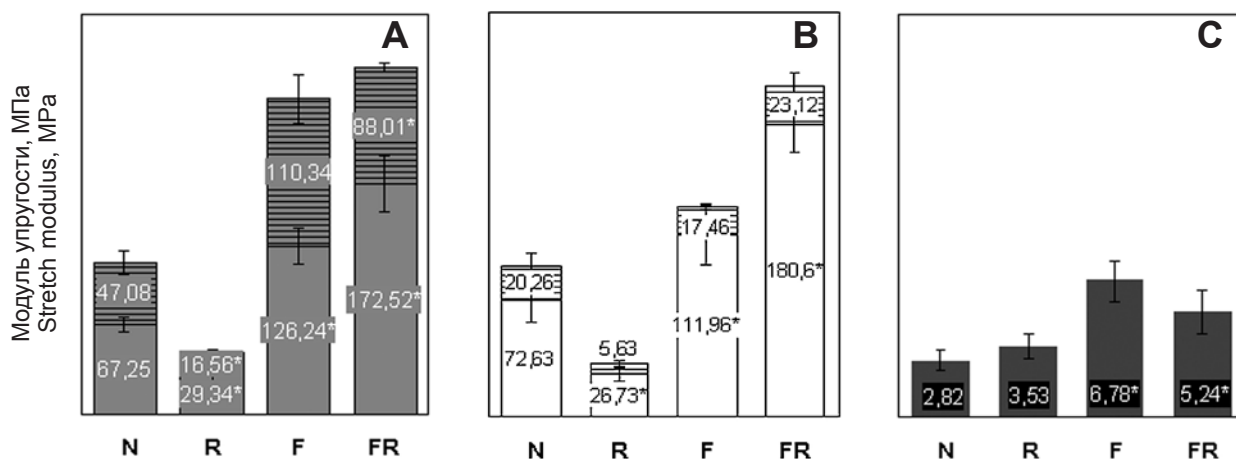 Модуль упругости, МПа
Stretch modulus, MPa
A
47,08
67,25
16,56*
29,34*
110,34
126,24*
88,01*
172,52*
N R F FR
B
20,26
72,63
5,63
26,73*
17,46
111,96*
23,12
180,6*
N R F FR
C
2,82
3,53
6,78*
5,24*
N R F FR